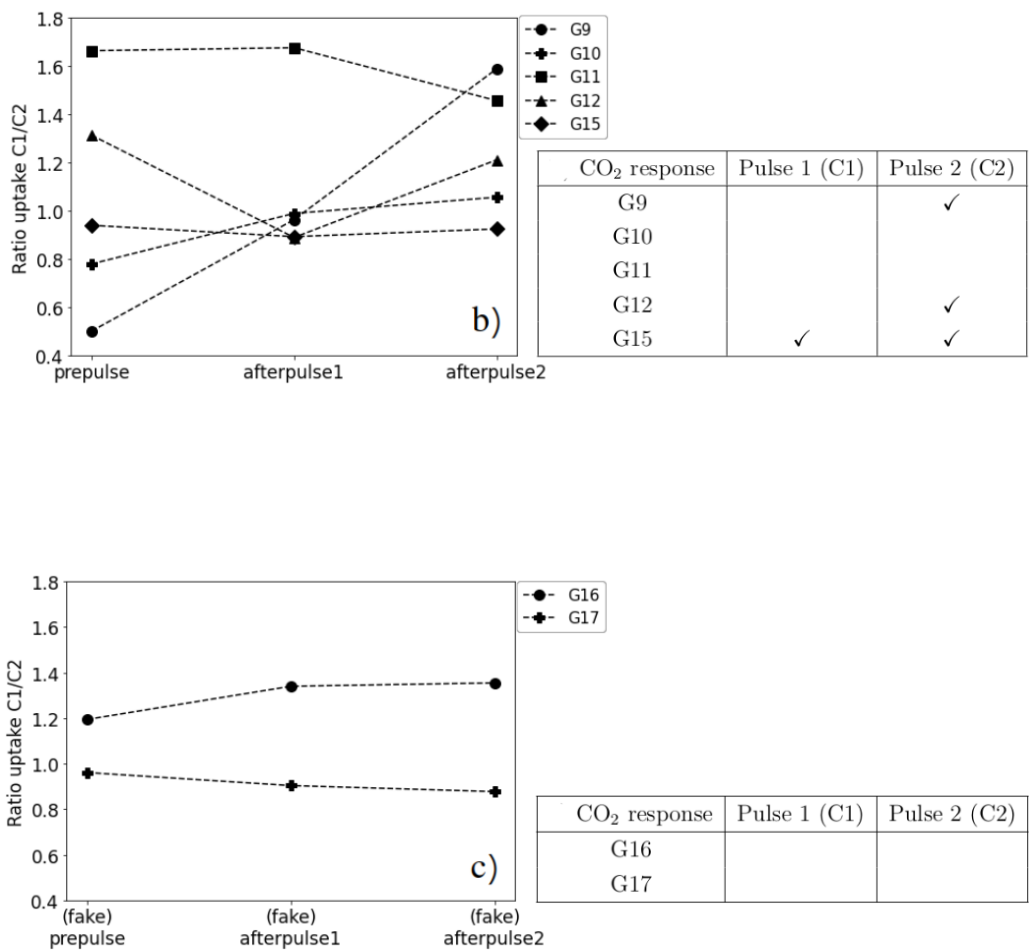 1.8
1.6
1.4
1.2
1.0
0.8
0.6
0.4
Ratio uptake C1/C2
prepulse afterpulse1 afterpulse2
b)
G9
G10
G11
G12
G15
CO₂ response Pulse 1 (C1) Pulse 2 (C2)
G9 ✓
G10
G11
G12 ✓
G15 ✓ ✓
1.8
1.6
1.4
1.2
1.0
0.8
0.6
0.4
Ratio uptake C1/C2
(fake) (fake) (fake)
prepulse afterpulse1 afterpulse2
c)
G16
G17
CO₂ response Pulse 1 (C1) Pulse 2 (C2)
G16
G17